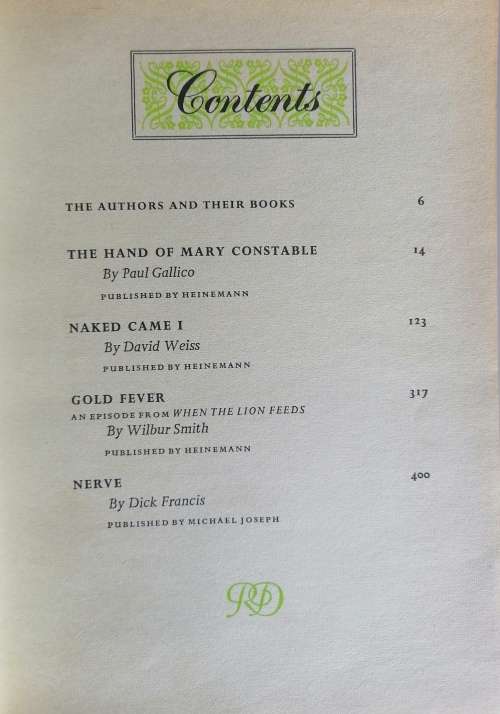 Contents
THE AUTHORS AND THEIR BOOKS 6
THE HAND OF MARY CONSTABLE 14
By Paul Gallico
PUBLISHED BY HEINEMANN
NAKED CAME I 123
By David Weiss
PUBLISHED BY HEINEMANN
GOLD FEVER 317
AN EPISODE FROM WHEN THE LION FEEDS
By Wilbur Smith
PUBLISHED BY HEINEMANN
NERVE 400
By Dick Francis
PUBLISHED BY MICHAEL JOSEPH
RD